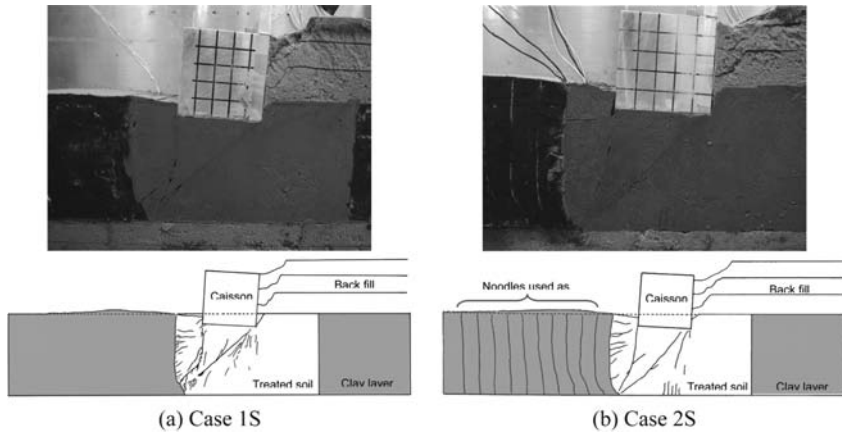 Caisson
Back fill
Treated soil
Clay layer
(a) Case 1S
Noodles used as
Caisson
Back fill
Treated soil
Clay layer
(b) Case 2S